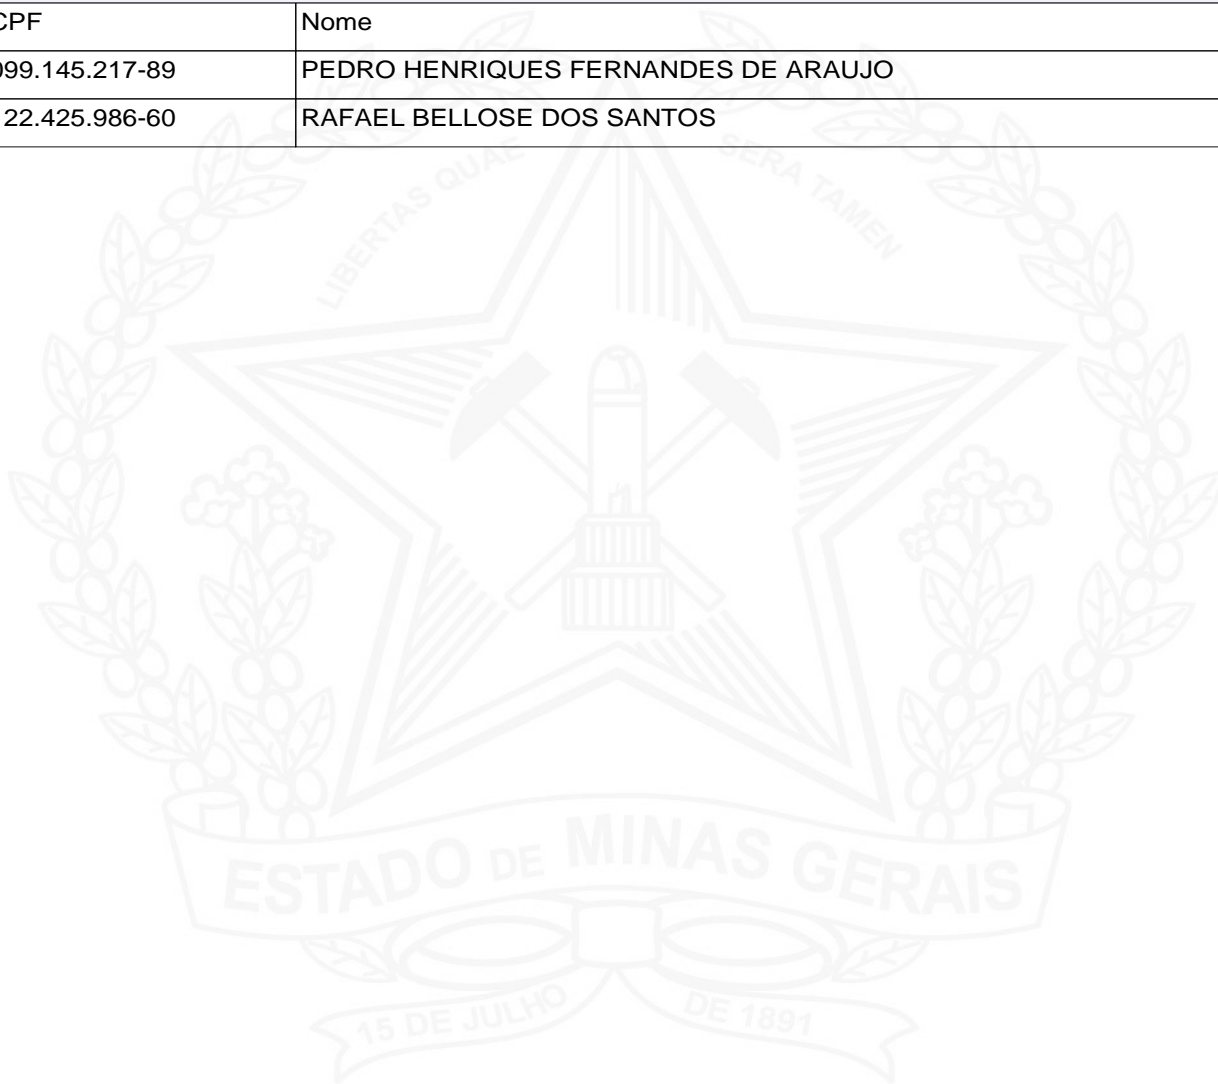 CPF Nome
099.145.217-89 PEDRO HENRIQUES FERNANDES DE ARAUJO
22.425.986-60 RAFAEL BELLOSE DOS SANTOS
LIBERTAS QUAE SERA TAMEN
ESTADO DE MINAS GERAIS
15 DE JULHO DE 1891